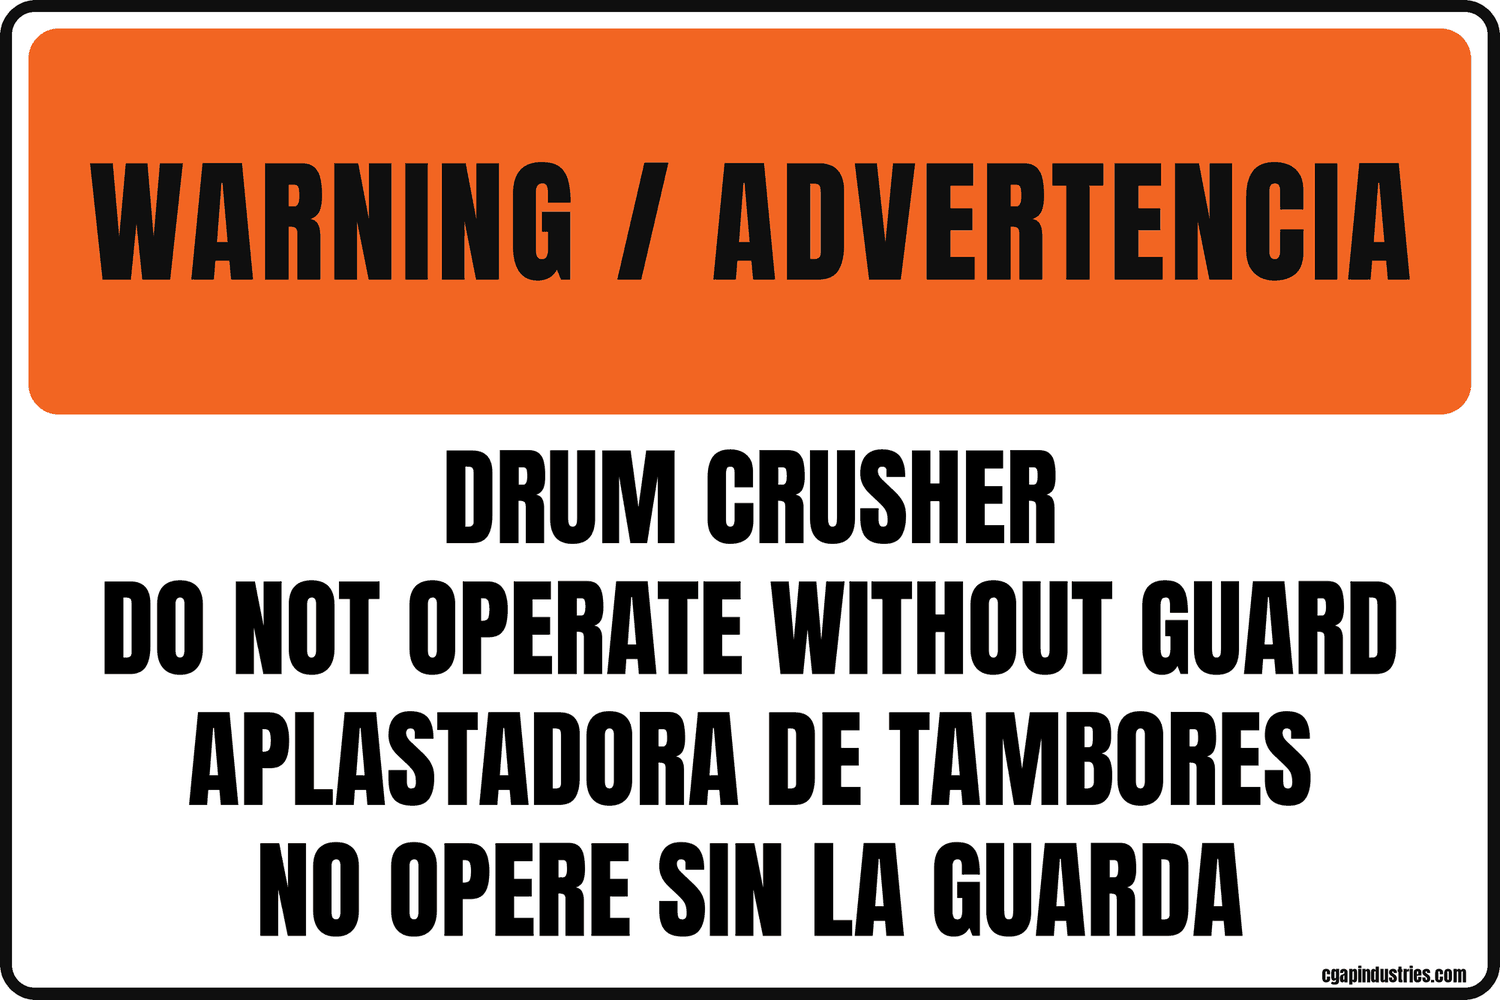 WARNING / ADVERTENCIA
DRUM CRUSHER
DO NOT OPERATE WITHOUT GUARD
APLASTADORA DE TAMBORES
NO OPERE SIN LA GUARDA
cgapindustries.com